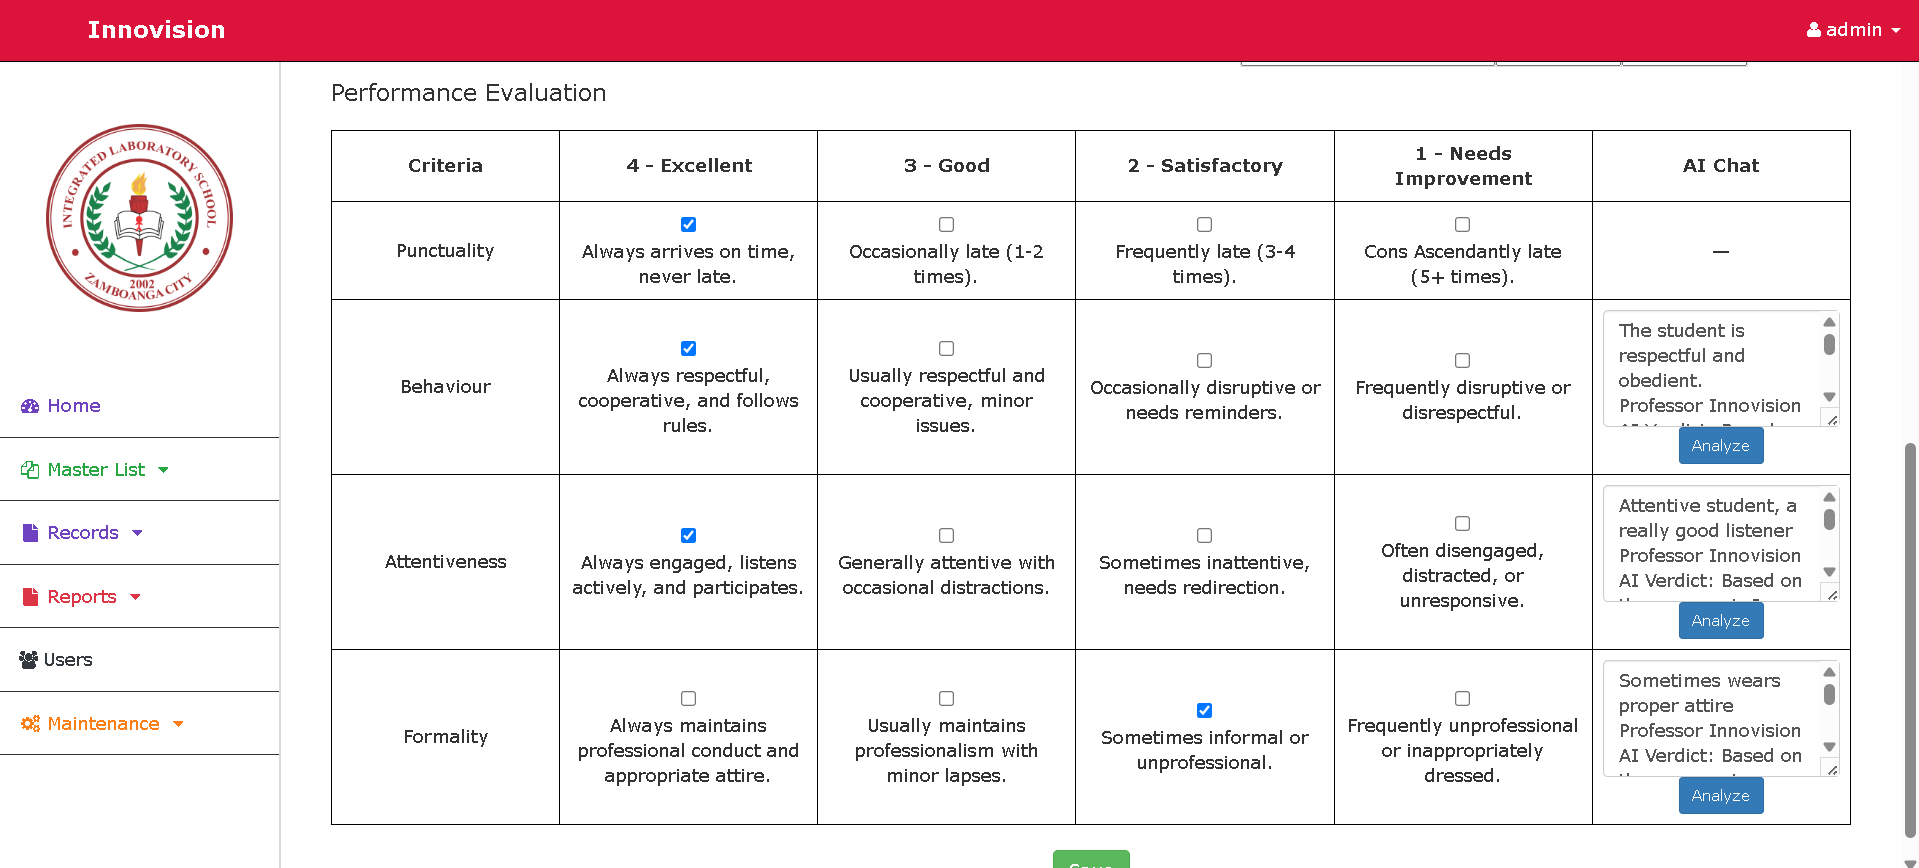 Innovision
admin
INTEGRATED LABORATORY SCHOOL
2002
ZAMBOANGA CITY
Home
Master List
Records
Reports
Users
Maintenance
Performance Evaluation
Criteria
4 - Excellent
3 - Good
2 - Satisfactory
1 - Needs
Improvement
AI Chat
Punctuality
Always arrives on time,
never late.
Occasionally late (1-2
times).
Frequently late (3-4
times).
Cons Ascendantly late
(5+ times).
—
Behaviour
Always respectful,
cooperative, and follows
rules.
Usually respectful and
cooperative, minor
issues.
Occasionally disruptive or
needs reminders.
Frequently disruptive or
disrespectful.
The student is
respectful and
obedient.
Professor Innovision
Analyze
Attentiveness
Always engaged, listens
actively, and participates.
Generally attentive with
occasional distractions.
Sometimes inattentive,
needs redirection.
Often disengaged,
distracted, or
unresponsive.
Attentive student, a
really good listener
Professor Innovision
AI Verdict: Based on
Analyze
Formality
Always maintains
professional conduct and
appropriate attire.
Usually maintains
professionalism with
minor lapses.
Sometimes informal or
unprofessional.
Frequently unprofessional
or inappropriately
dressed.
Sometimes wears
proper attire
Professor Innovision
AI Verdict: Based on
Analyze